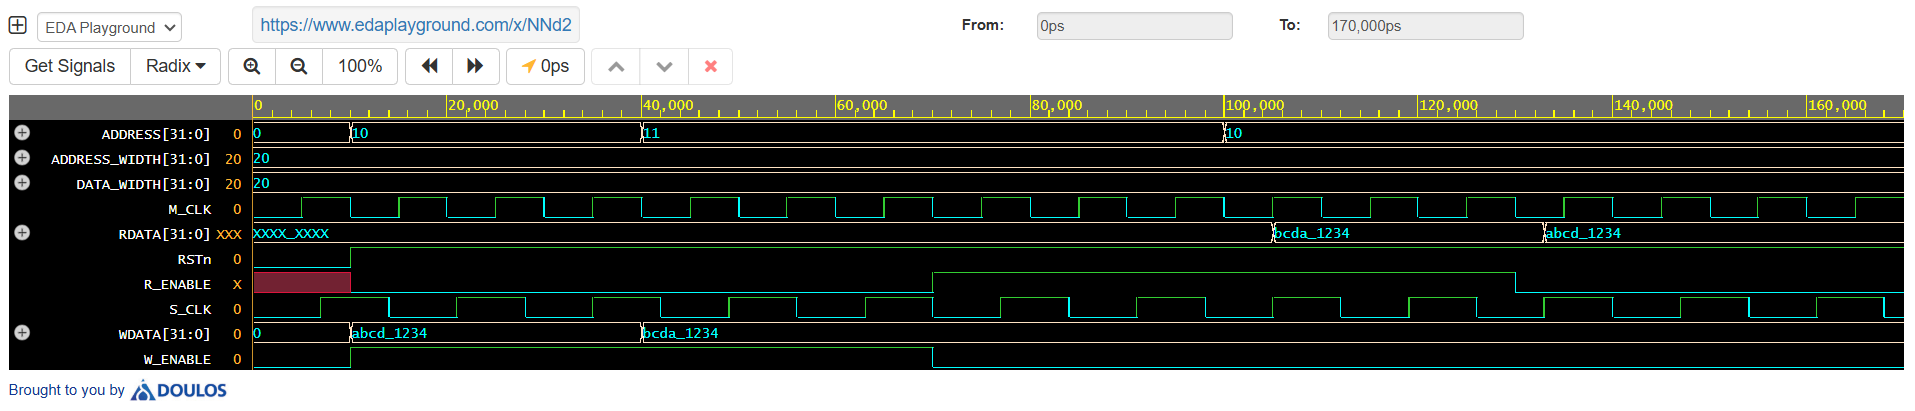 EDA Playground https://www.edaplayground.com/x/NNd2 From: 0ps To: 170,000ps
Get Signals Radix 100% 0ps
0 20,000 40,000 60,000 80,000 100,000 120,000 140,000 160,000
ADDRESS[31:0] 0 0 10 11 10
ADDRESS_WIDTH[31:0] 20 20
DATA_WIDTH[31:0] 20 20
M_CLK 0
RDATA[31:0] XXX XXXX_XXXX bcda_1234 abcd_1234
RSTn 0
R_ENABLE X
S_CLK 0
WDATA[31:0] 0 0 abcd_1234 bcda_1234
W_ENABLE 0
Brought to you by DOULOS